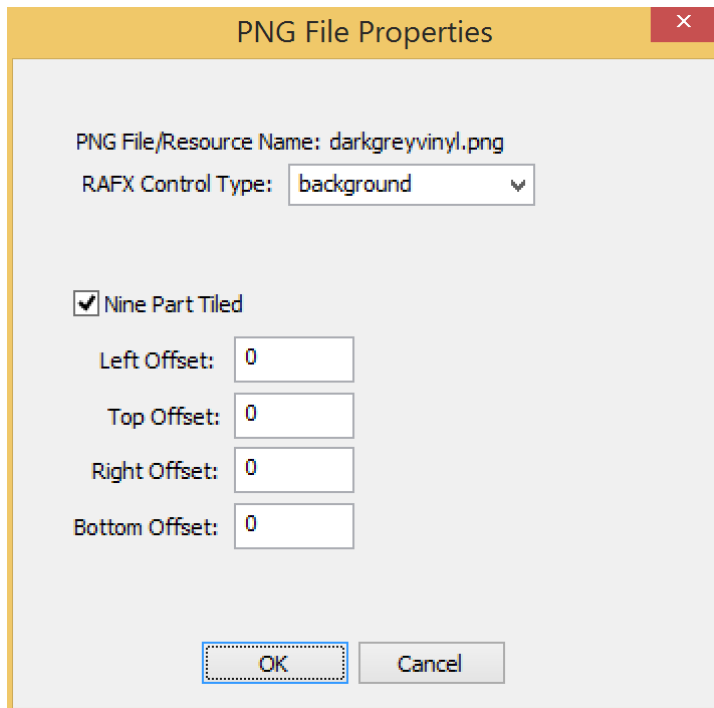 PNG File Properties
PNG File/Resource Name: darkgreyvinyl.png
RAFX Control Type: background
Nine Part Tiled
Left Offset: 0
Top Offset: 0
Right Offset: 0
Bottom Offset: 0
OK Cancel